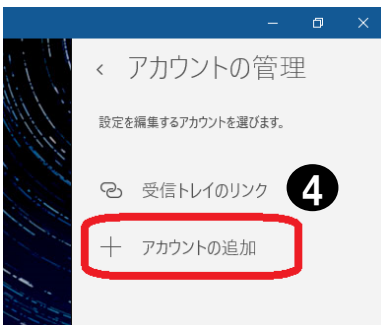 アカウントの管理
設定を編集するアカウントを選びます。
受信トレイのリンク
4
アカウントの追加